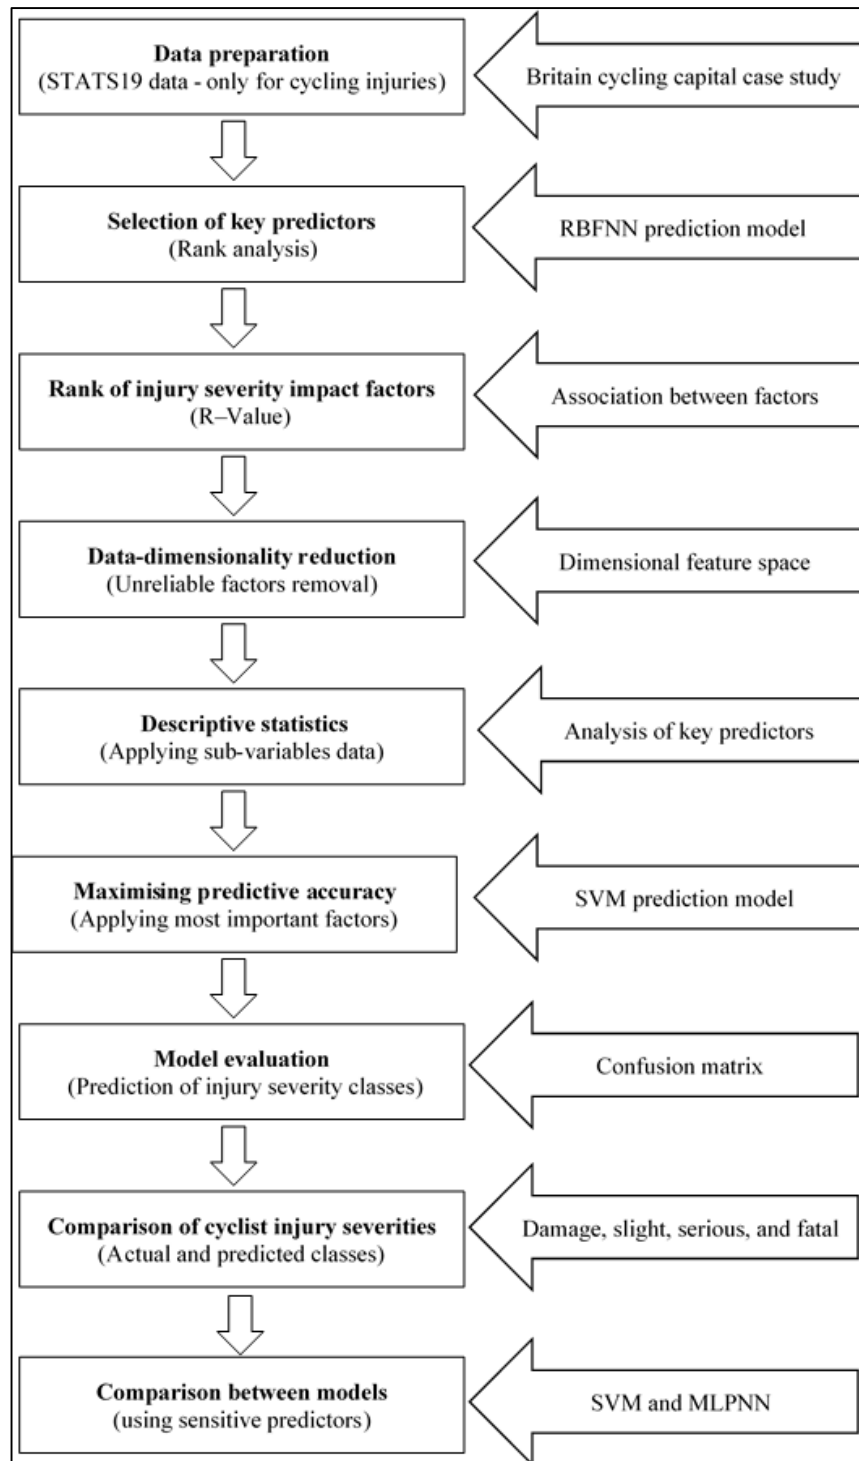 Data preparation
(STATS19 data - only for cycling injuries)
Britain cycling capital case study
Selection of key predictors
(Rank analysis)
RBFNN prediction model
Rank of injury severity impact factors
(R–Value)
Association between factors
Data-dimensionality reduction
(Unreliable factors removal)
Dimensional feature space
Descriptive statistics
(Applying sub-variables data)
Analysis of key predictors
Maximising predictive accuracy
(Applying most important factors)
SVM prediction model
Model evaluation
(Prediction of injury severity classes)
Confusion matrix
Comparison of cyclist injury severities
(Actual and predicted classes)
Damage, slight, serious, and fatal
Comparison between models
(using sensitive predictors)
SVM and MLPNN